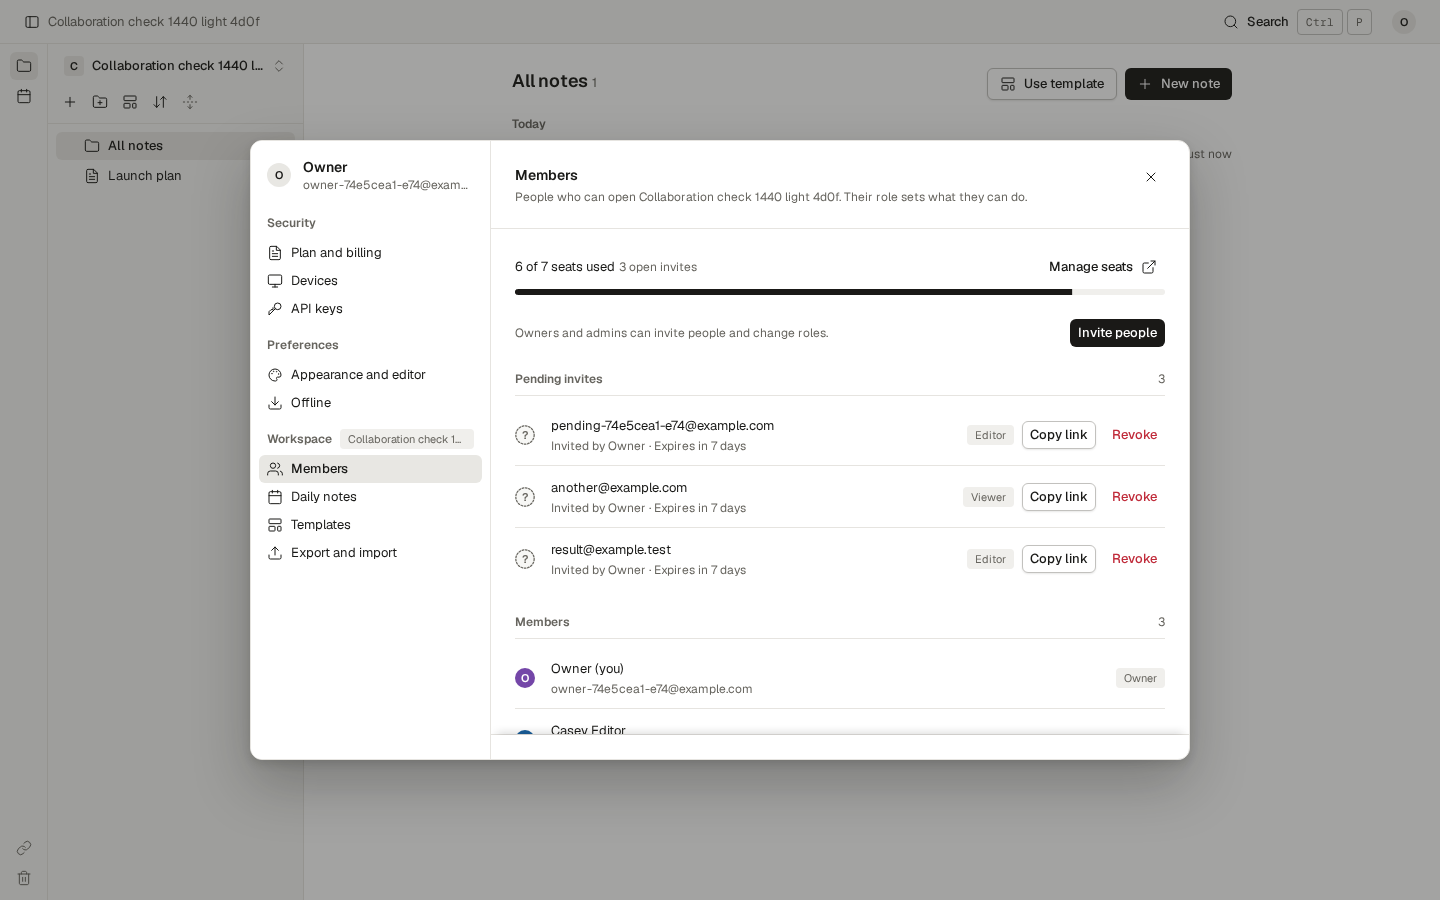 Collaboration check 1440 light 4d0f
Search Ctrl P O
C Collaboration check 1440 l...
All notes
Launch plan
All notes 1
Use template
New note
Today
ust now
O Owner
owner-74e5cea1-e74@exam...
Security
Plan and billing
Devices
API keys
Preferences
Appearance and editor
Offline
Workspace Collaboration check 1...
Members
Daily notes
Templates
Export and import
Members
People who can open Collaboration check 1440 light 4d0f. Their role sets what they can do.
6 of 7 seats used 3 open invites Manage seats
Owners and admins can invite people and change roles. Invite people
Pending invites 3
? pending-74e5cea1-e74@example.com
Invited by Owner · Expires in 7 days
Editor Copy link Revoke
? another@example.com
Invited by Owner · Expires in 7 days
Viewer Copy link Revoke
? result@example.test
Invited by Owner · Expires in 7 days
Editor Copy link Revoke
Members 3
O Owner (you)
owner-74e5cea1-e74@example.com
Owner
Casey Editor